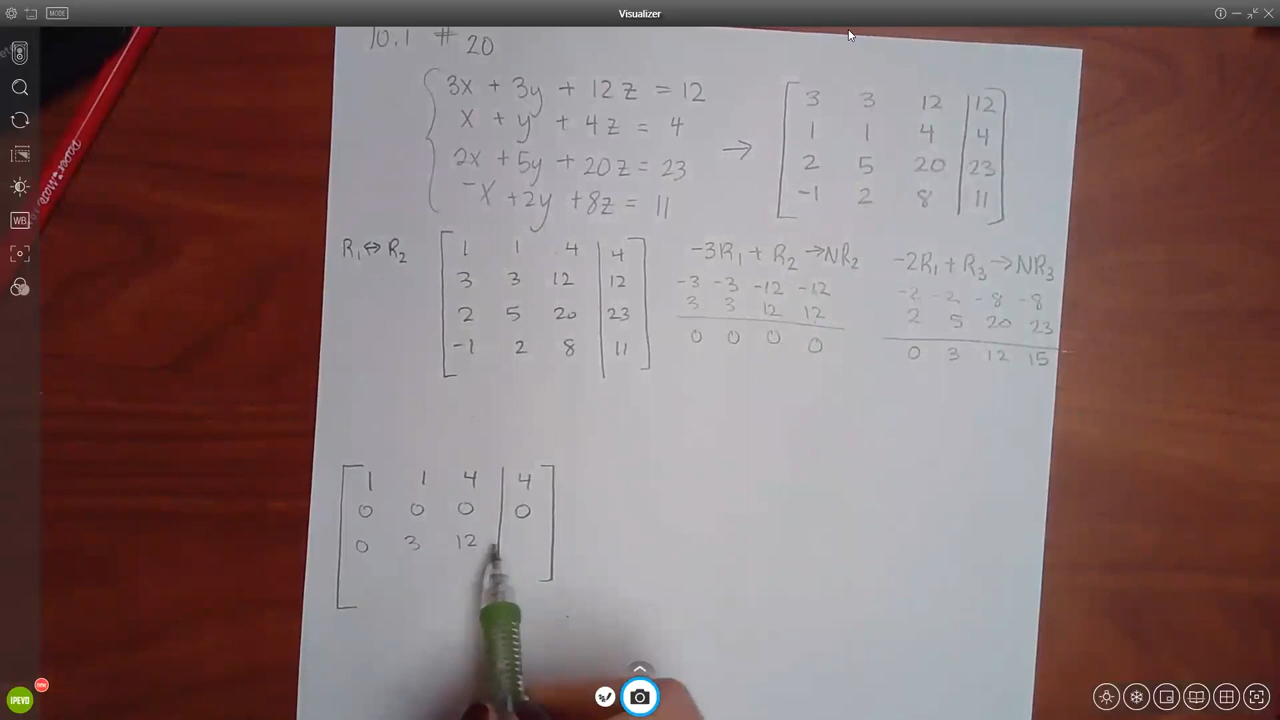 MODE
Visualizer
10.1 # 20
3x + 3y + 12z = 12
x + y + 4z = 4
2x + 5y + 20z = 23
-x + 2y + 8z = 11
→
3 3 12 | 12
1 1 4 | 4
2 5 20 | 23
-1 2 8 | 11
R1 ↔ R2
1 1 4 | 4
3 3 12 | 12
2 5 20 | 23
-1 2 8 | 11
-3R1 + R2 → NR2
-3 -3 -12 -12
3 3 12 12
0 0 0 0
-2R1 + R3 → NR3
-2 -2 -8 -8
2 5 20 23
0 3 12 15
1 1 4 | 4
0 0 0 | 0
0 3 12 |
IPEVO
new
WB